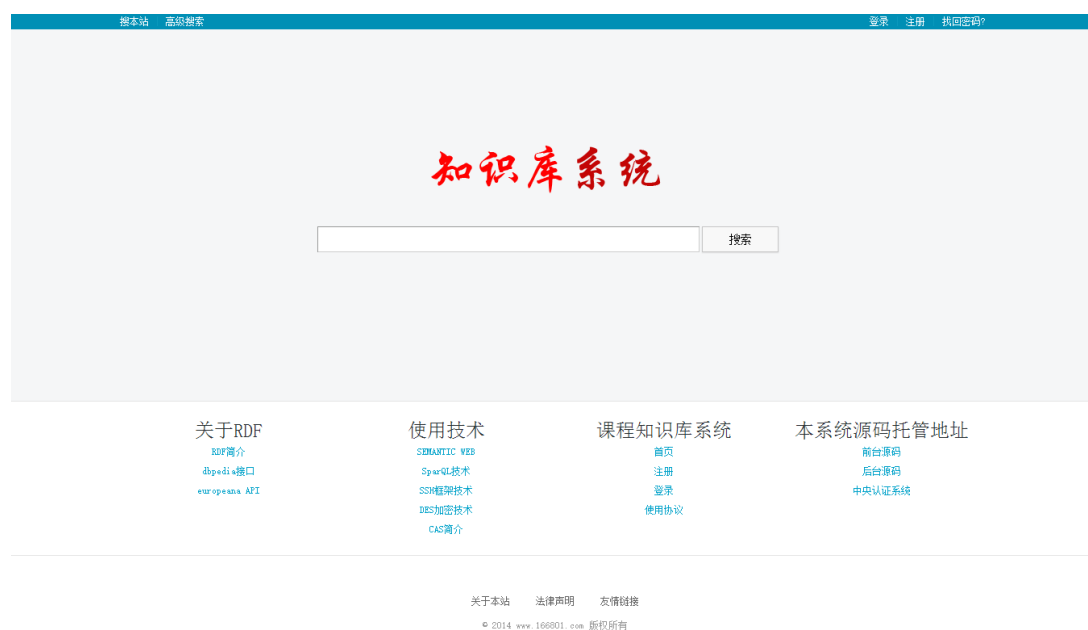 搜本站 高级搜索 登录 注册 找回密码?
知识库系统
搜索
关于RDF 使用技术 课程知识库系统 本系统源码托管地址
RDF简介 SEMANTIC WEB 首页 前台源码
dbpedia接口 SparQL技术 注册 后台源码
europeana API SSH框架技术 登录 中央认证系统
DES加密技术 使用协议
CAS简介
关于本站 法律声明 友情链接
© 2014 www.166801.com 版权所有